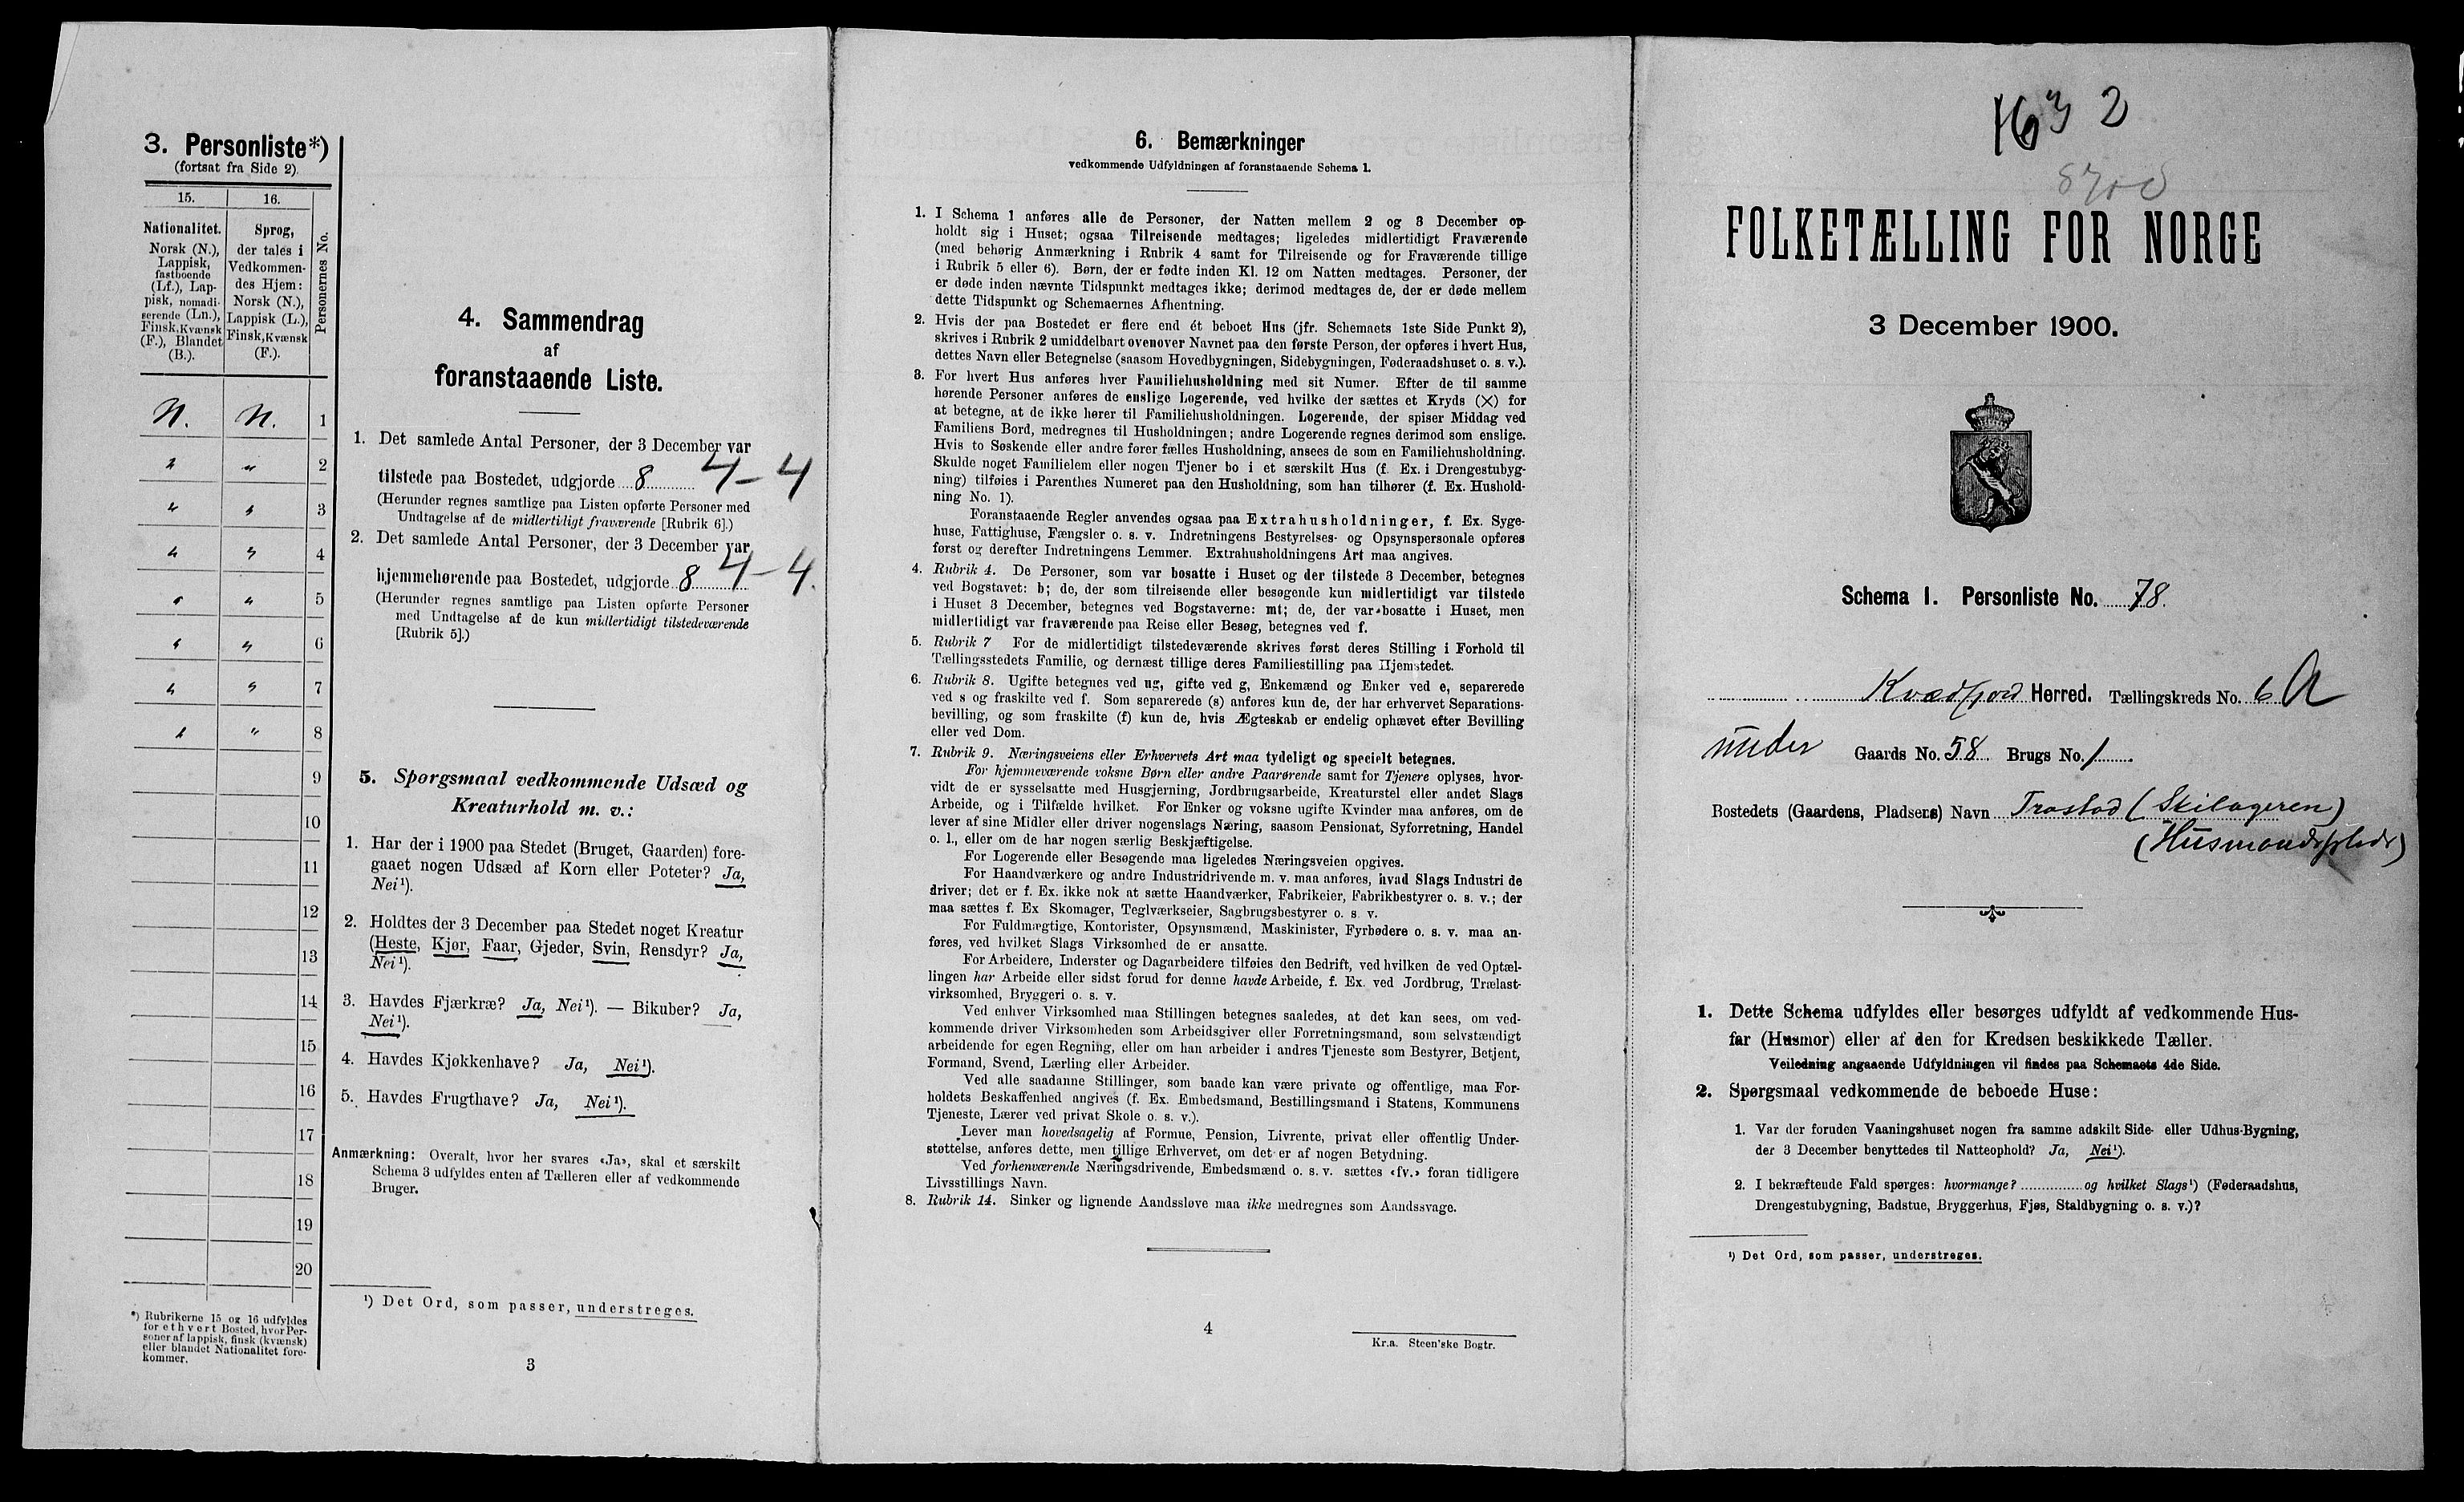 3. Personliste*)
(fortsat fra Side 2).
15.
16.
Nationalitet.
Norsk (N.),
Lappisk,
fastboende
(Lf.), Lap-
pisk, nomadi-
serende (Ln.),
Finsk, Kvænsk
(F.), Blandet
(B.).
Sprog,
der tales i
Vedkommen-
des Hjem:
Norsk (N.),
Lappisk (L.),
Finsk, Kvænsk
(F.).
Personernes No.
N. N. 1
" " 2
" " 3
" " 4
" " 5
" " 6
" " 7
" " 8
9
10
11
12
13
14
15
16
17
18
19
20
*) Rubrikerne 15 og 16 udfyldes
for ethvert Bosted, hvor Per-
soner af lappisk, finsk (kvænsk)
eller blandet Nationalitet fore-
kommer.
4. Sammendrag
af
foranstaaende Liste.
1. Det samlede Antal Personer, der 3 December var
tilstede paa Bostedet, udgjorde 8 4-4
(Herunder regnes samtlige paa Listen opførte Personer med
Undtagelse af de midlertidigt fraværende [Rubrik 6].)
2. Det samlede Antal Personer, der 3 December var
hjemmehørende paa Bostedet, udgjorde 8 4-4.
(Herunder regnes samtlige paa Listen opførte Personer
med Undtagelse af de kun midlertidigt tilstedeværende
[Rubrik 5].)
5. Spørgsmaal vedkommende Udsæd og
Kreaturhold m. v.:
1. Har der i 1900 paa Stedet (Bruget, Gaarden) fore-
gaaet nogen Udsæd af Korn eller Poteter? Ja,
Nei¹).
2. Holdtes der 3 December paa Stedet noget Kreatur
(Heste, Kjør, Faar, Gjeder, Svin, Rensdyr? Ja,
Nei¹).
3. Havdes Fjærkræ? Ja, Nei¹). — Bikuber? Ja,
Nei¹).
4. Havdes Kjøkkenhave? Ja, Nei¹).
5. Havdes Frugthave? Ja, Nei¹).
Anmærkning: Overalt, hvor her svares «Ja», skal et særskilt
Schema 3 udfyldes enten af Tælleren eller af vedkommende
Bruger.
¹) Det Ord, som passer, understreges.
3
6. Bemærkninger
vedkommende Udfyldningen af foranstaaende Schema 1.
1. I Schema 1 anføres alle de Personer, der Natten mellem 2 og 3 December op-
holdt sig i Huset; ogsaa Tilreisende medtages; ligeledes midlertidigt Fraværende
(med behørig Anmærkning i Rubrik 4 samt for Tilreisende og for Fraværende tillige
i Rubrik 5 eller 6). Børn, der er fødte inden Kl. 12 om Natten medtages. Personer, der
er døde inden nævnte Tidspunkt medtages ikke; derimod medtages de, der er døde mellem
dette Tidspunkt og Schemaernes Afhentning.
2. Hvis der paa Bostedet er flere end ét beboet Hus (jfr. Schemaets 1ste Side Punkt 2),
skrives i Rubrik 2 umiddelbart ovenover Navnet paa den første Person, der opføres i hvert Hus,
dettes Navn eller Betegnelse (saasom Hovedbygningen, Sidebygningen, Føderaadshuset o. s. v.).
3. For hvert Hus anføres hver Familiehusholdning med sit Numer. Efter de til samme
hørende Personer anføres de enslige Logerende, ved hvilke der sættes et Kryds (×) for
at betegne, at de ikke hører til Familiehusholdningen. Logerende, der spiser Middag ved
Familiens Bord, medregnes til Husholdningen; andre Logerende regnes derimod som enslige.
Hvis to Søskende eller andre fører fælles Husholdning, ansees de som en Familiehusholdning.
Skulde noget Familielem eller nogen Tjener bo i et særskilt Hus (f. Ex. i Drengestubyg-
ning) tilføies i Parenthes Numeret paa den Husholdning, som han tilhører (f. Ex. Hushold-
ning No. 1).
Foranstaaende Regler anvendes ogsaa paa Extrahusholdninger, f. Ex. Syge-
huse, Fattighuse, Fængsler o. s. v. Indretningens Bestyrelses- og Opsynspersonale opføres
først og derefter Indretningens Lemmer. Extrahusholdningens Art maa angives.
4. Rubrik 4. De Personer, som var bosatte i Huset og der tilstede 3 December, betegnes
ved Bogstavet: b; de, der som tilreisende eller besøgende kun midlertidigt var tilstede
i Huset 3 December, betegnes ved Bogstaverne: mt; de, der var bosatte i Huset, men
midlertidigt var fraværende paa Reise eller Besøg, betegnes ved f.
5. Rubrik 7 For de midlertidigt tilstedeværende skrives først deres Stilling i Forhold til
Tællingsstedets Familie, og dernæst tillige deres Familiestilling paa Hjemstedet.
6. Rubrik 8. Ugifte betegnes ved ug, gifte ved g, Enkemænd og Enker ved e, separerede
ved s og fraskilte ved f. Som separerede (s) anføres kun de, der har erhvervet Separations-
bevilling, og som fraskilte (f) kun de, hvis Ægteskab er endelig ophævet efter Bevilling
eller ved Dom.
7. Rubrik 9. Næringsveiens eller Erhvervets Art maa tydeligt og specielt betegnes.
For hjemmeværende voksne Børn eller andre Paarørende samt for Tjenere oplyses, hvor-
vidt de er sysselsatte med Husgjerning, Jordbrugsarbeide, Kreaturstel eller andet Slags
Arbeide, og i Tilfælde hvilket. For Enker og voksne ugifte Kvinder maa anføres, om de
lever af sine Midler eller driver nogenslags Næring, saasom Pensionat, Syforretning, Handel
o. l., eller om de har nogen særlig Beskjæftigelse.
For Logerende eller Besøgende maa ligeledes Næringsveien opgives.
For Haandværkere og andre Industridrivende m. v. maa anføres, hvad Slags Industri de
driver; det er f. Ex. ikke nok at sætte Haandværker, Fabrikeier, Fabrikbestyrer o. s. v.; der
maa sættes f. Ex Skomager, Teglværkseier, Sagbrugsbestyrer o. s. v.
For Fuldmægtige, Kontorister, Opsynsmænd, Maskinister, Fyrbødere o. s. v. maa an-
føres, ved hvilket Slags Virksomhed de er ansatte.
For Arbeidere, Inderster og Dagarbeidere tilføies den Bedrift, ved hvilken de ved Optæl-
lingen har Arbeide eller sidst forud for denne havde Arbeide, f. Ex. ved Jordbrug, Trælast-
virksomhed, Bryggeri o. s. v.
Ved enhver Virksomhed maa Stillingen betegnes saaledes, at det kan sees, om ved-
kommende driver Virksomheden som Arbeidsgiver eller Forretningsmand, som selvstændigt
arbeidende for egen Regning, eller om han arbeider i andres Tjeneste som Bestyrer, Betjent,
Formand, Svend, Lærling eller Arbeider.
Ved alle saadanne Stillinger, som baade kan være private og offentlige, maa For-
holdets Beskaffenhed angives (f. Ex. Embedsmand, Bestillingsmand i Statens, Kommunens
Tjeneste, Lærer ved privat Skole o. s. v.).
Lever man hovedsagelig af Formue, Pension, Livrente, privat eller offentlig Under-
støttelse, anføres dette, men tillige Erhvervet, om det er af nogen Betydning.
Ved forhenværende Næringsdrivende, Embedsmænd o. s. v. sættes «fv.» foran tidligere
Livsstillings Navn.
8. Rubrik 14. Sinker og lignende Aandssløve maa ikke medregnes som Aandssvage.
4
Kr.a. Steen'ske Bogtr.
163 2
FOLKETÆLLING FOR NORGE
3 December 1900.
Schema 1. Personliste No. 78.
Kvædfjord Herred. Tællingskreds No. 6 A
under Gaards No. 58. Brugs No. 1.
Bostedets (Gaardens, Pladsens) Navn Trastad (Skilageren)
(Husmandsplads)
1. Dette Schema udfyldes eller besørges udfyldt af vedkommende Hus-
far (Husmor) eller af den for Kredsen beskikkede Tæller.
Veiledning angaaende Udfyldningen vil findes paa Schemaets 4de Side.
2. Spørgsmaal vedkommende de beboede Huse:
1. Var der foruden Vaaningshuset nogen fra samme adskilt Side- eller Udhus-Bygning,
der 3 December benyttedes til Natteophold? Ja, Nei¹).
2. I bekræftende Fald spørges: hvormange? og hvilket Slags¹) (Føderaadshus,
Drengestubygning, Badstue, Bryggerhus, Fjøs, Staldbygning o. s. v.)?
¹) Det Ord, som passer, understreges.